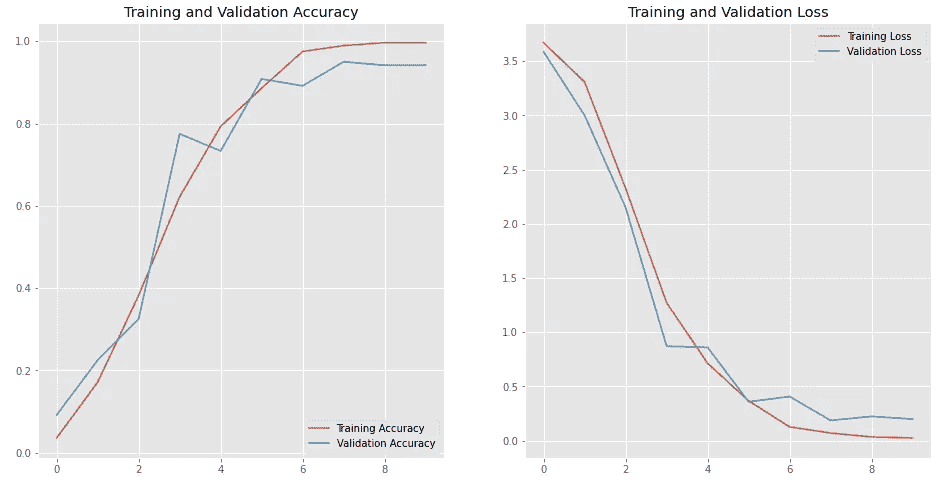 Training and Validation Accuracy
1.0
0.8
0.6
0.4
0.2
0.0
0 2 4 6 8
Training Accuracy
Validation Accuracy
Training and Validation Loss
3.5
3.0
2.5
2.0
1.5
1.0
0.5
0.0
0 2 4 6 8
Training Loss
Validation Loss